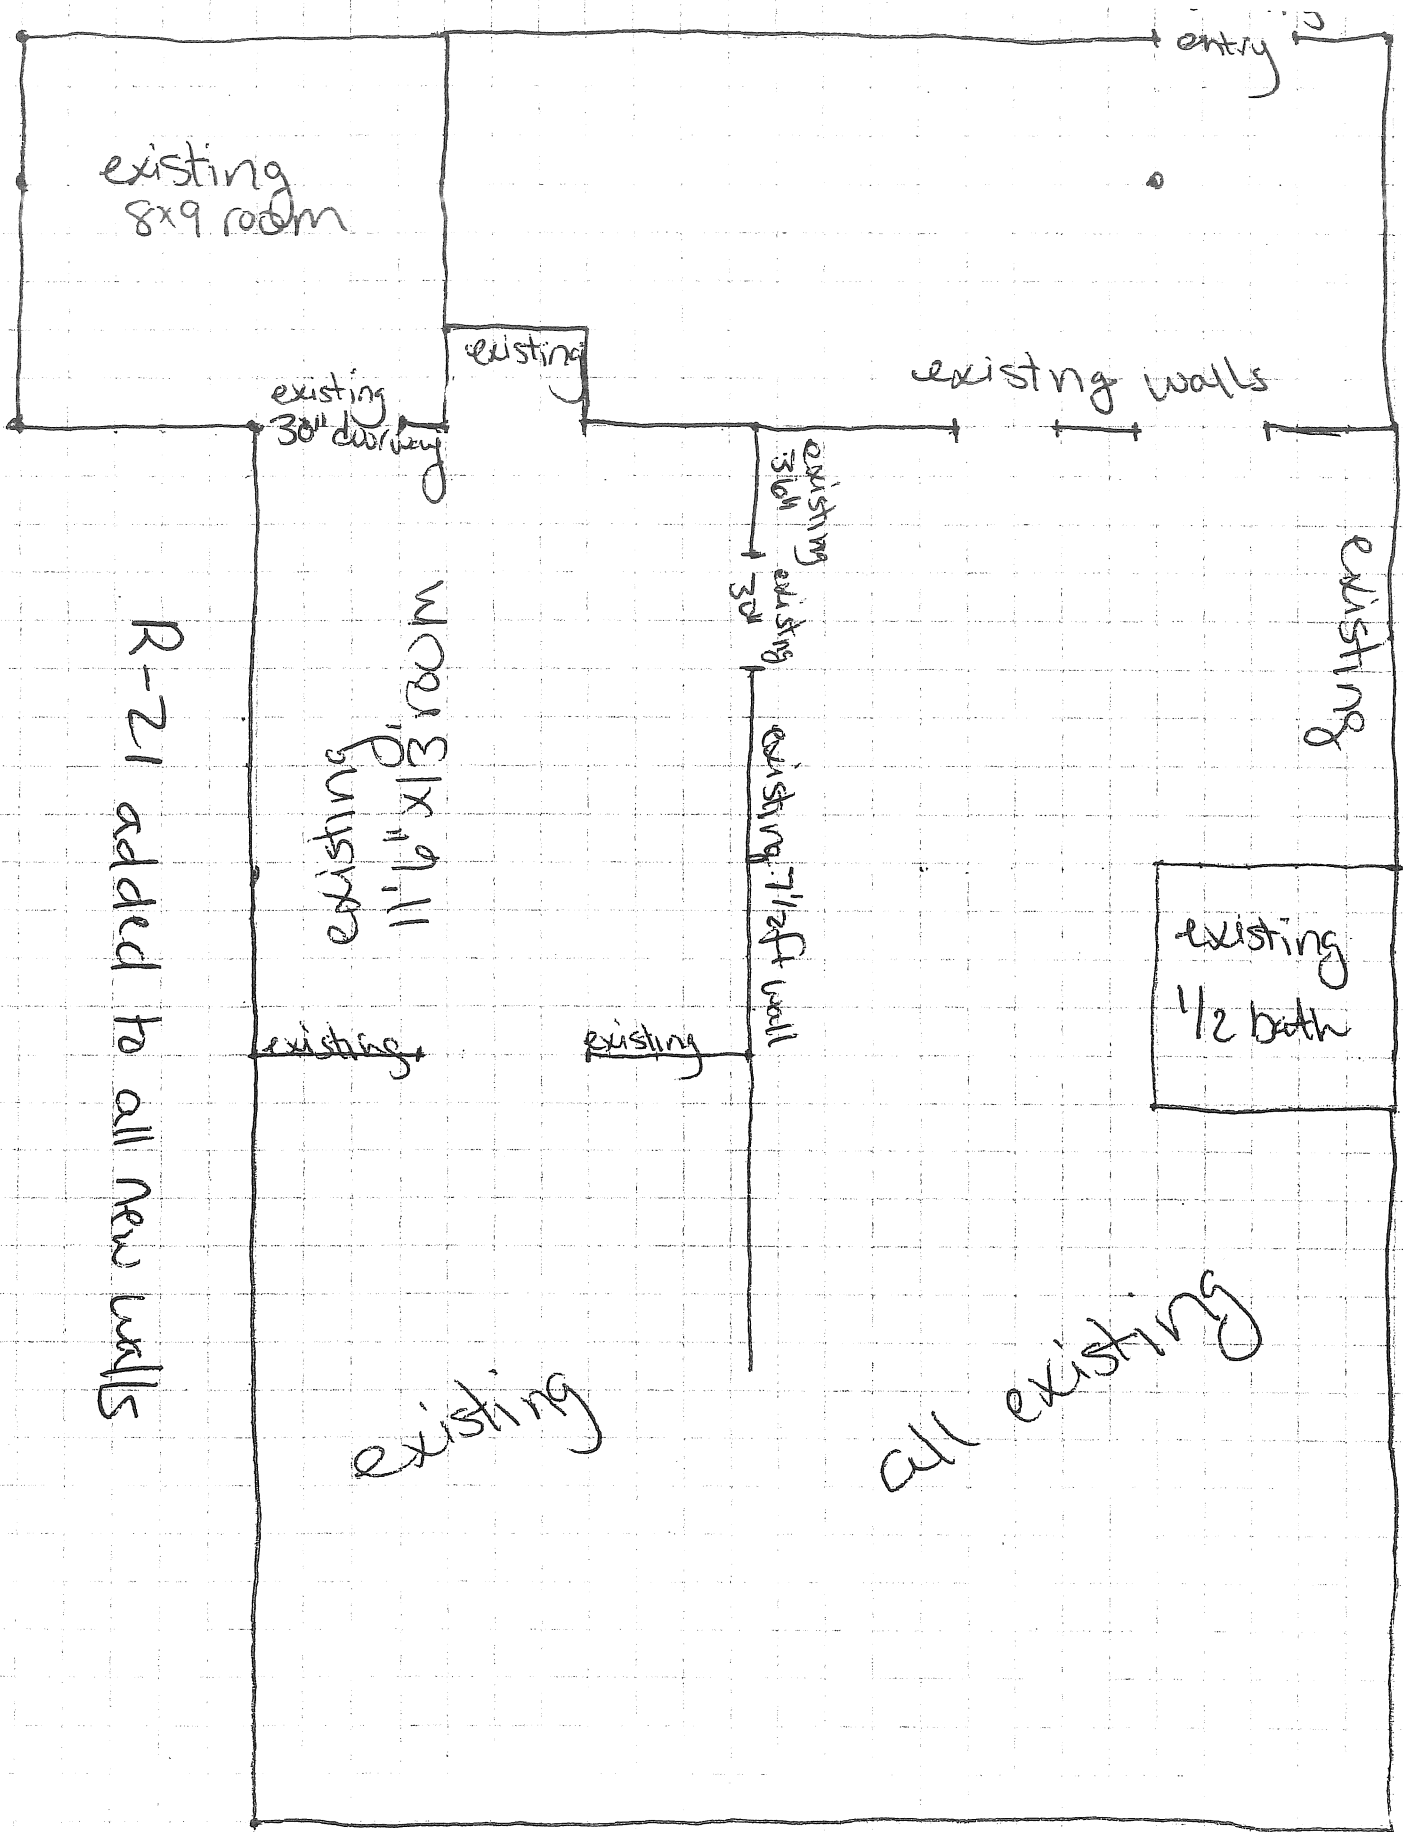 entry
existing
8x9 room
existing
existing
30" doorway
existng walls
existing
36"
existing
30"
existing
existing
11'6" x 13' room
existing 7 1/2 ft wall
R-21 added to all new walls
existing
1/2 bath
existing
existing
existing
all existing